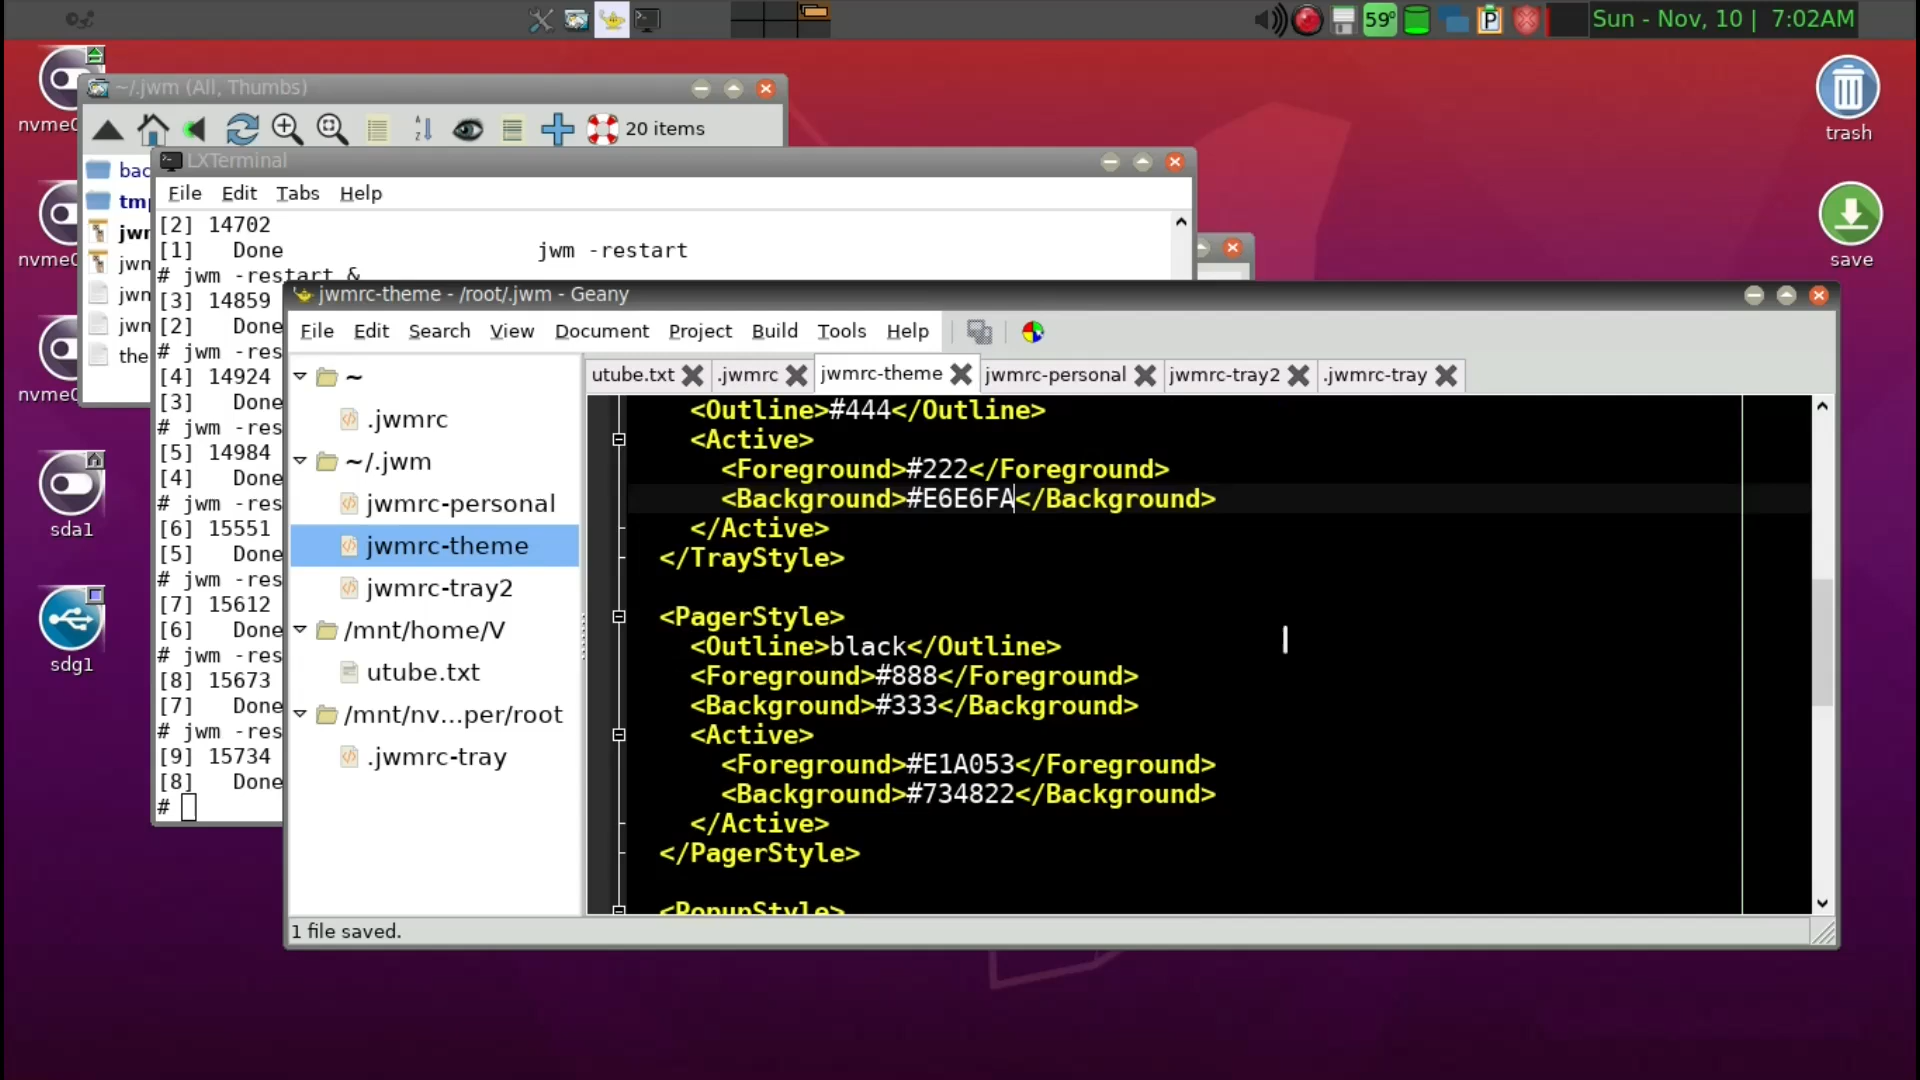 59°
P
Sun - Nov, 10 | 7:02AM
trash
save
sda1
sdg1
~/.jwm (All, Thumbs)
20 items
LXTerminal
File Edit Tabs Help
[2] 14702
[1] Done jwm -restart
# jwm -restart &
[3] 14859
[2] Done
# jwm -res
[4] 14924
[3] Done
# jwm -res
[5] 14984
[4] Done
# jwm -res
[6] 15551
[5] Done
# jwm -res
[7] 15612
[6] Done
# jwm -res
[8] 15673
[7] Done
# jwm -res
[9] 15734
[8] Done
#
jwmrc-theme - /root/.jwm - Geany
File Edit Search View Document Project Build Tools Help
~
.jwmrc
~/.jwm
jwmrc-personal
jwmrc-theme
jwmrc-tray2
/mnt/home/V
utube.txt
/mnt/nv...per/root
.jwmrc-tray
utube.txt .jwmrc jwmrc-theme jwmrc-personal jwmrc-tray2 .jwmrc-tray
<Outline>#444</Outline>
<Active>
<Foreground>#222</Foreground>
<Background>#E6E6FA</Background>
</Active>
</TrayStyle>
<PagerStyle>
<Outline>black</Outline>
<Foreground>#888</Foreground>
<Background>#333</Background>
<Active>
<Foreground>#E1A053</Foreground>
<Background>#734822</Background>
</Active>
</PagerStyle>
<PopupStyle>
1 file saved.